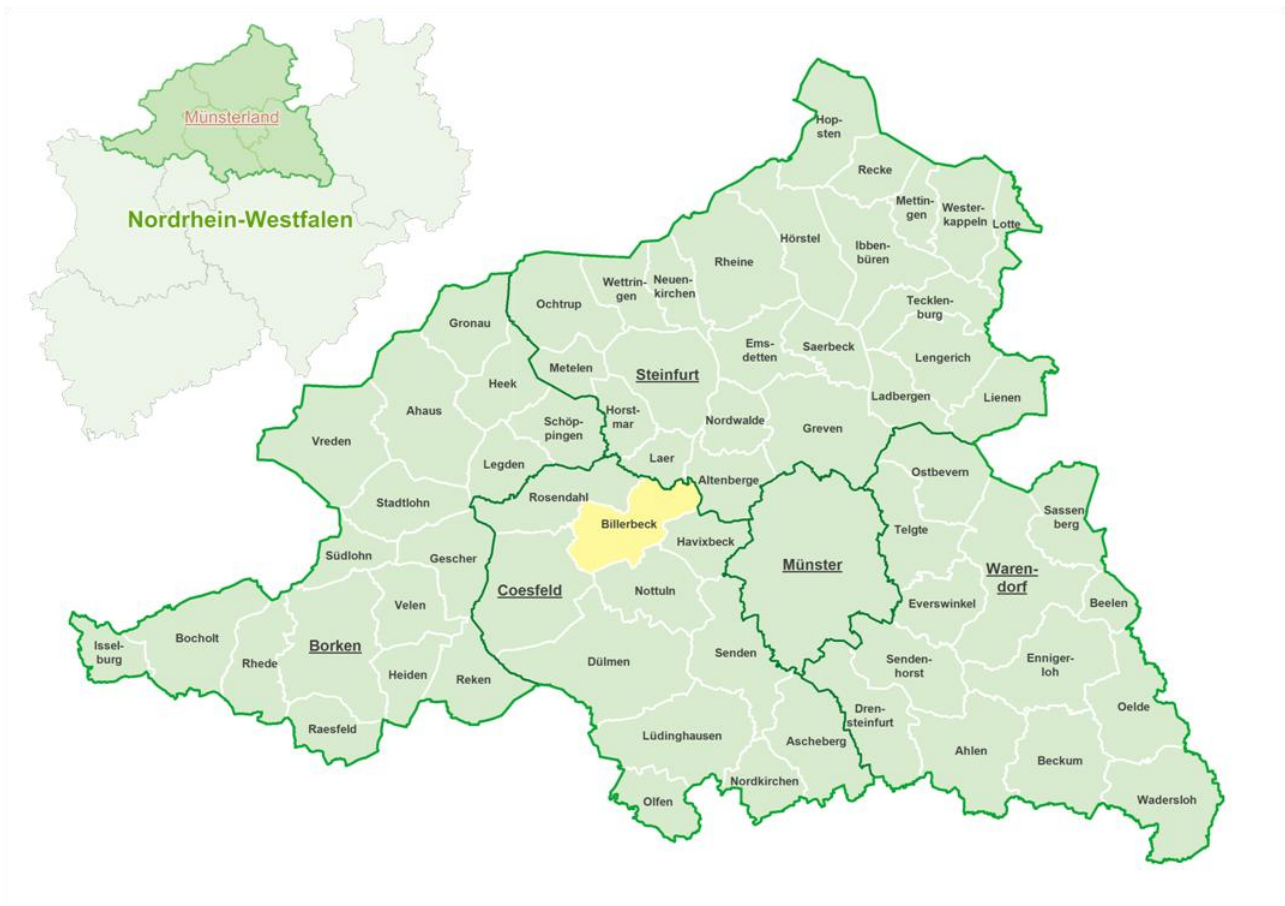 Münsterland
Nordrhein-Westfalen
Hop-
sten
Recke
Mettin-
gen
Wester-
kappeln
Lotte
Hörstel
Ibben-
büren
Rheine
Wettrin-
gen
Neuen-
kirchen
Ochtrup
Tecklen-
burg
Gronau
Ems-
detten
Saerbeck
Lengerich
Metelen
Steinfurt
Heek
Ladbergen
Lienen
Ahaus
Horst-
mar
Nordwalde
Greven
Schöp-
pingen
Vreden
Legden
Laer
Altenberge
Ostbevern
Stadtlohn
Rosendahl
Billerbeck
Sassen
berg
Telgte
Havixbeck
Südlohn
Gescher
Münster
Waren-
dorf
Coesfeld
Nottuln
Velen
Everswinkel
Beelen
Isse-
burg
Bocholt
Rhede
Borken
Heiden
Reken
Dülmen
Senden
Senden-
horst
Enniger-
loh
Raesfeld
Lüdinghausen
Ascheberg
Dren-
steinfurt
Oelde
Ahlen
Beckum
Olfen
Nordkirchen
Wadersloh